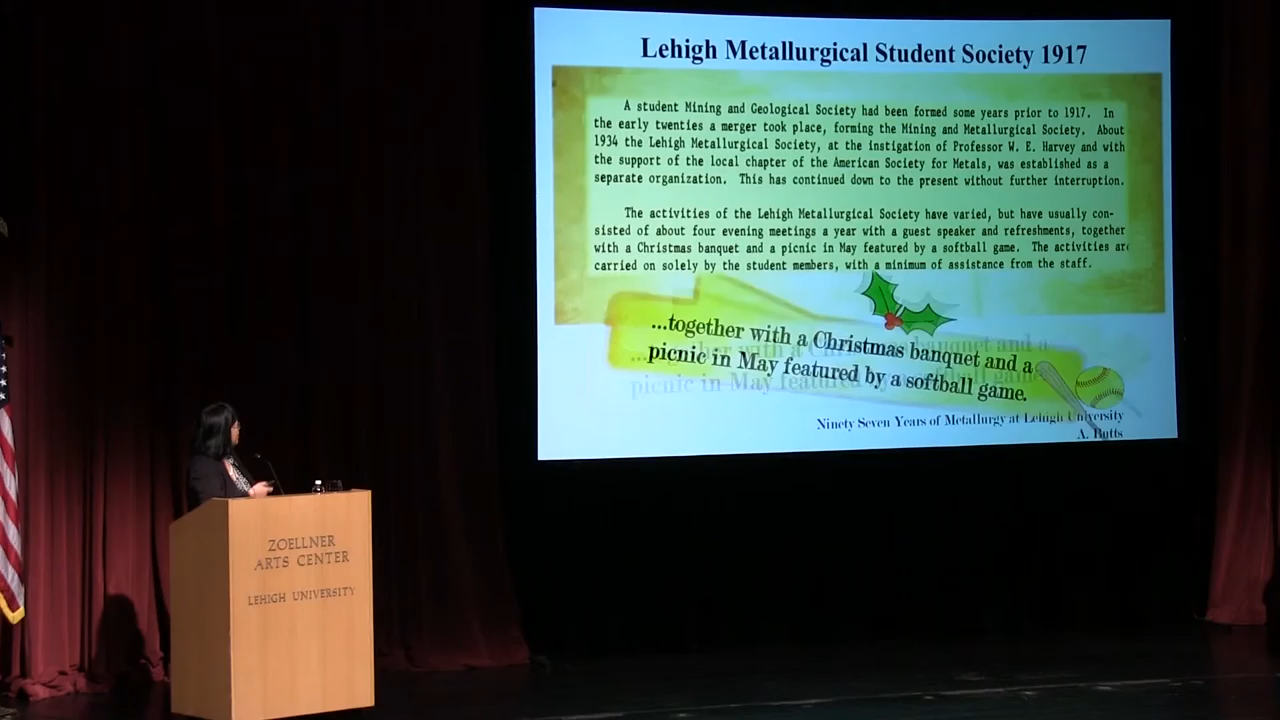 Lehigh Metallurgical Student Society 1917
A student Mining and Geological Society had been formed some years prior to 1917. In
the early twenties a merger took place, forming the Mining and Metallurgical Society. About
1934 the Lehigh Metallurgical Society, at the instigation of Professor W. E. Harvey and with
the support of the local chapter of the American Society for Metals, was established as a
separate organization. This has continued down to the present without further interruption.
The activities of the Lehigh Metallurgical Society have varied, but have usually con-
sisted of about four evening meetings a year with a guest speaker and refreshments, together
with a Christmas banquet and a picnic in May featured by a softball game. The activities are
carried on solely by the student members, with a minimum of assistance from the staff.
...together with a Christmas banquet and a
picnic in May featured by a softball game.
Ninety Seven Years of Metallurgy at Lehigh University
A. Butts
ZOELLNER
ARTS CENTER
LEHIGH UNIVERSITY